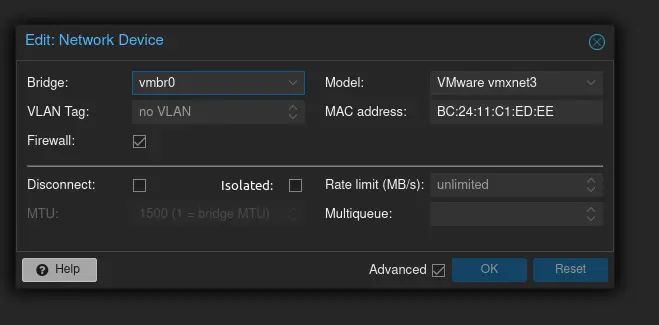 Edit: Network Device
Bridge: vmbr0 Model: VMware vmxnet3
VLAN Tag: no VLAN MAC address: BC:24:11:C1:ED:EE
Firewall:
Disconnect: Isolated: Rate limit (MB/s): unlimited
MTU: 1500 (1 = bridge MTU) Multiqueue:
Help Advanced OK Reset